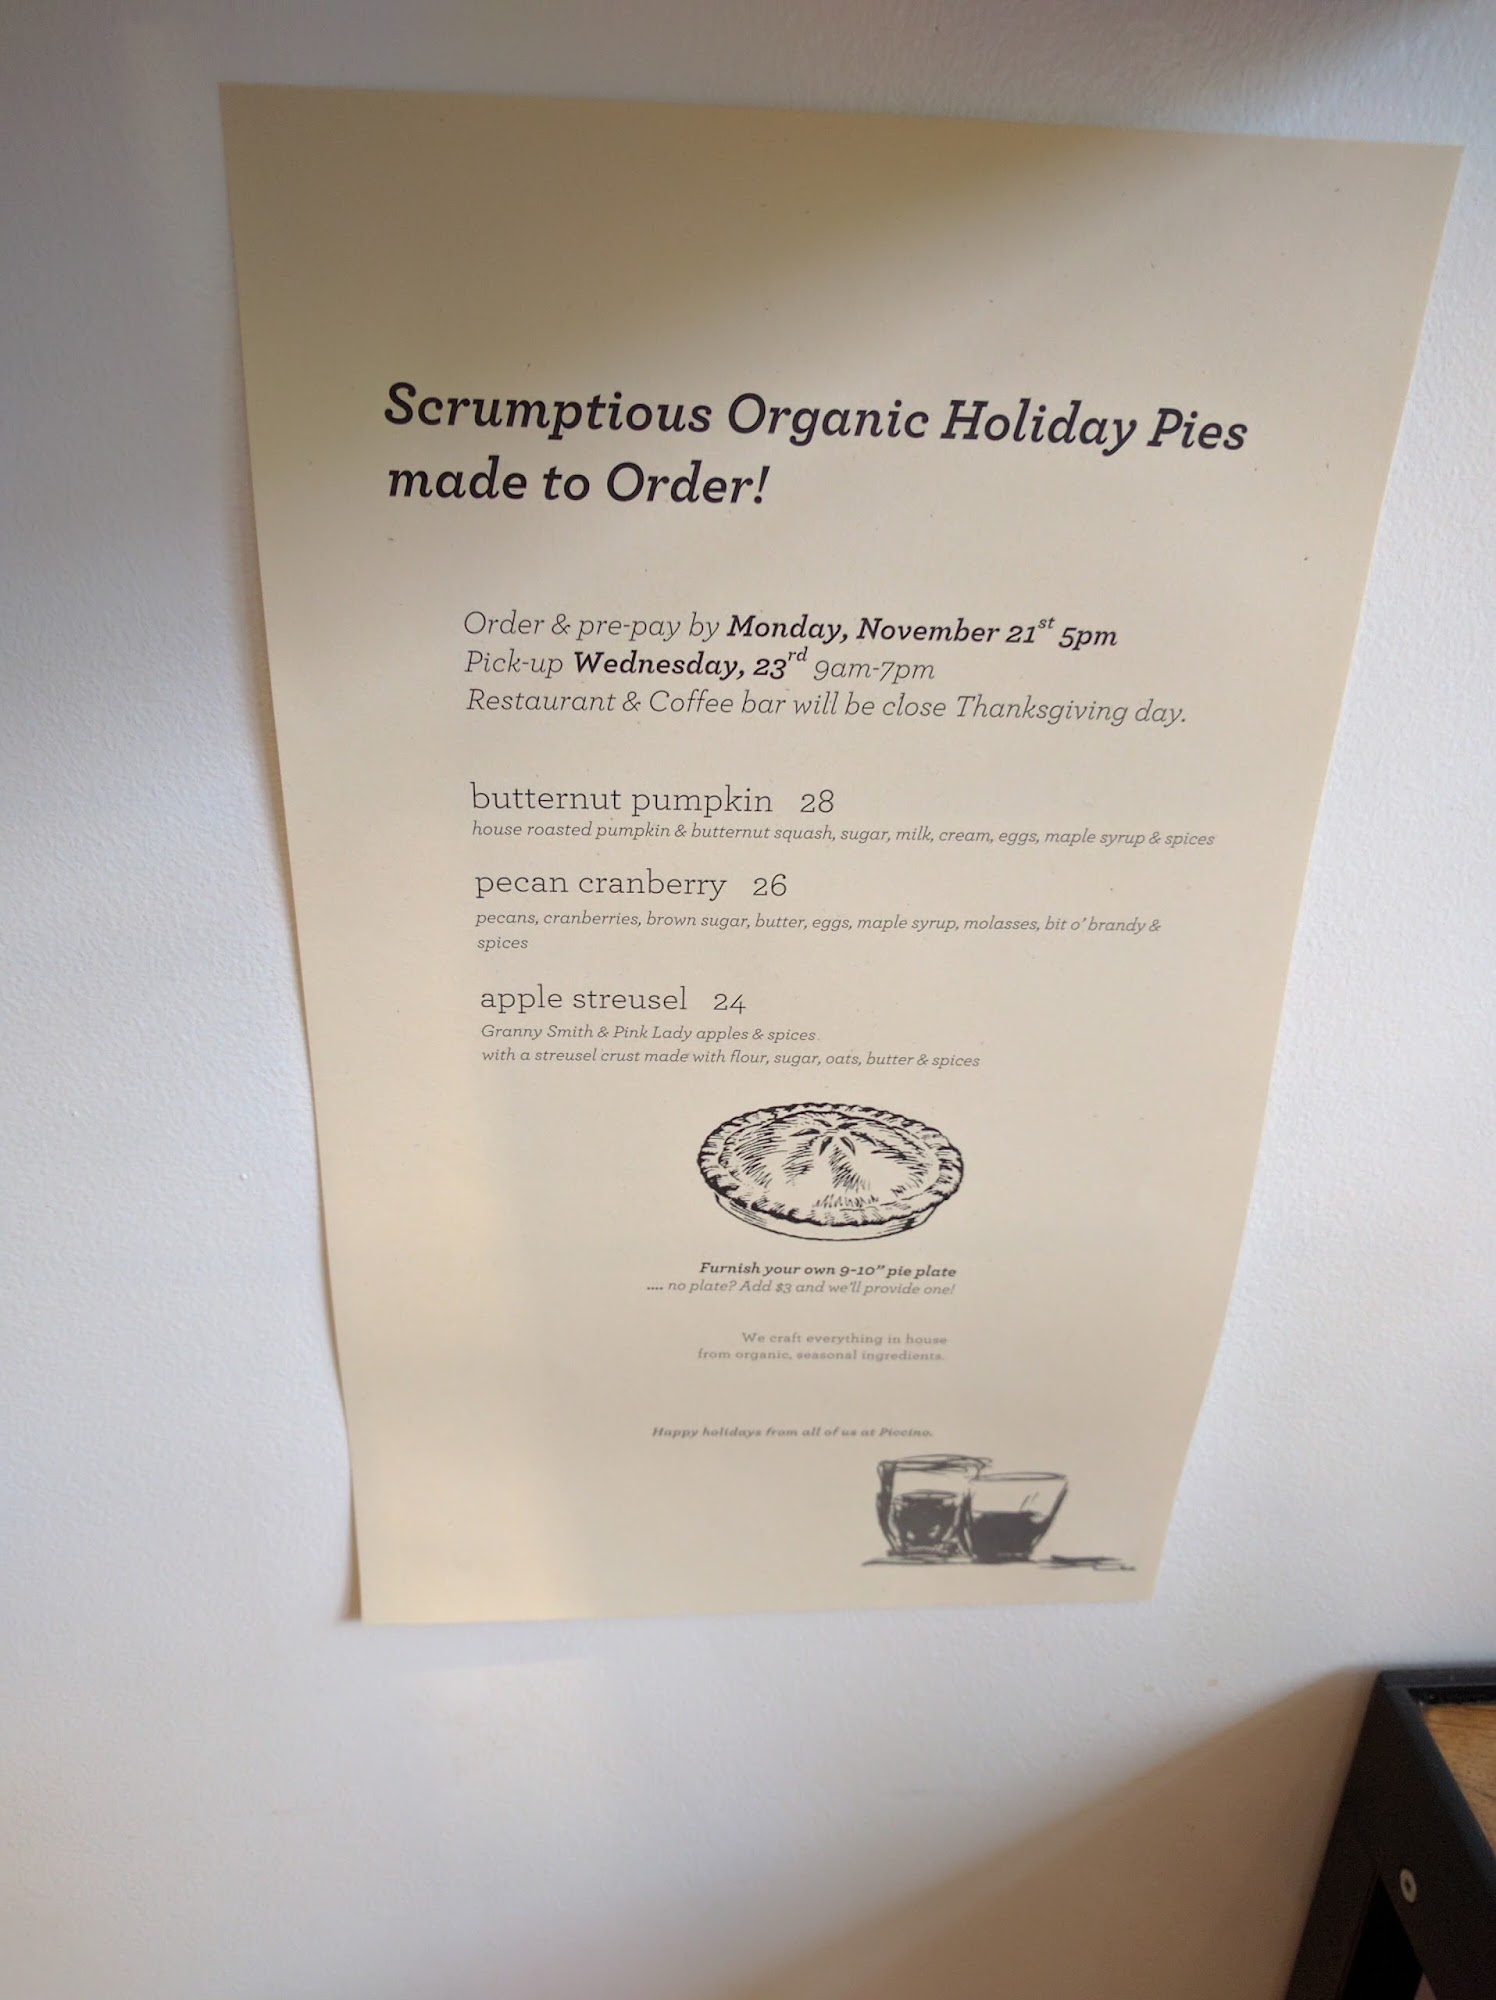 Scrumptious Organic Holiday Pies
made to Order!
Order & pre-pay by Monday, November 21st 5pm
Pick-up Wednesday, 23rd 9am-7pm
Restaurant & Coffee bar will be close Thanksgiving day.
butternut pumpkin 28
house roasted pumpkin & butternut squash, sugar, milk, cream, eggs, maple syrup & spices
pecan cranberry 26
pecans, cranberries, brown sugar, butter, eggs, maple syrup, molasses, bit o' brandy &
spices
apple streusel 24
Granny Smith & Pink Lady apples & spices
with a streusel crust made with flour, sugar, oats, butter & spices
Furnish your own 9-10" pie plate
.... no plate? Add $3 and we'll provide one!
We craft everything in house
from organic, seasonal ingredients.
Happy holidays from all of us at Piccino.